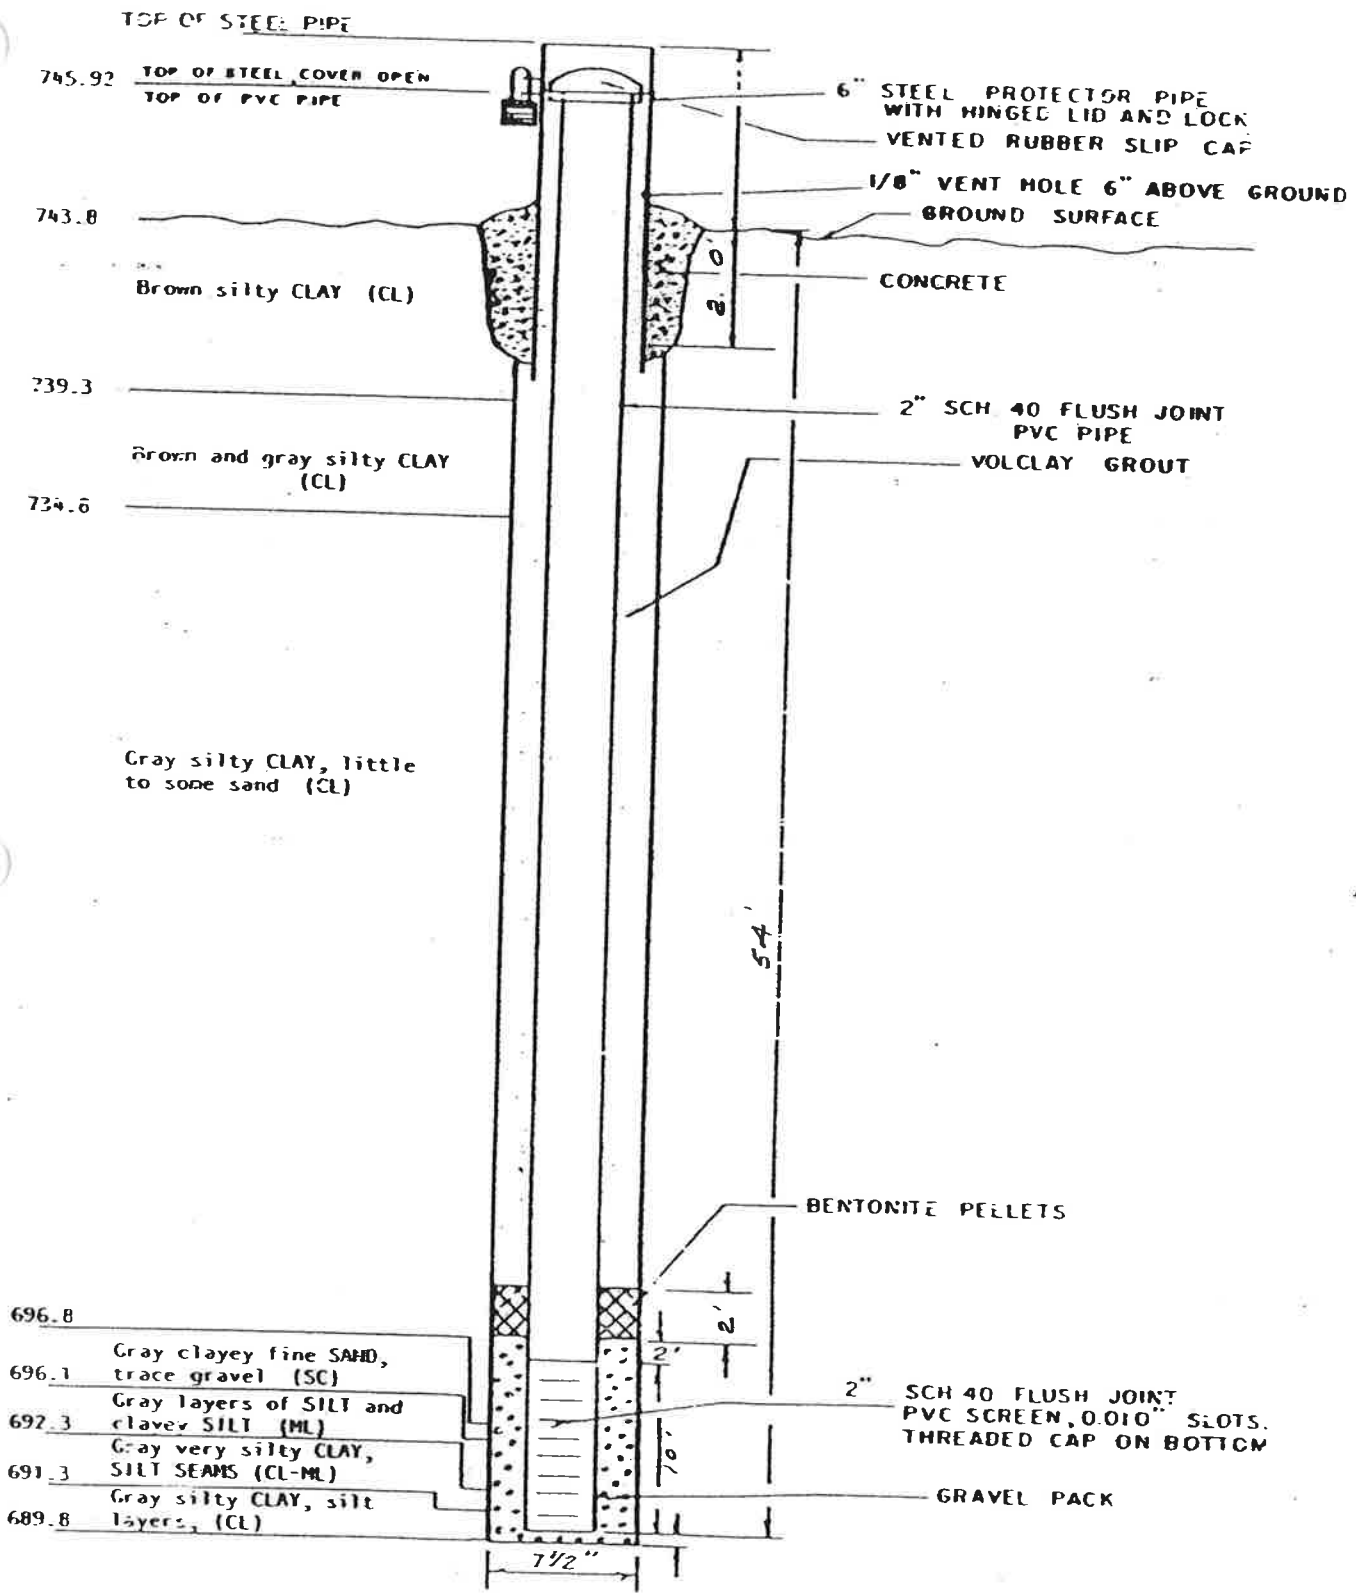 TOP OF STEEL PIPE
745.92 TOP OF STEEL, COVER OPEN
TOP OF PVC PIPE
6" STEEL PROTECTOR PIPE
WITH HINGED LID AND LOCK
VENTED RUBBER SLIP CAP
1/8" VENT HOLE 6" ABOVE GROUND
743.8
GROUND SURFACE
Brown silty CLAY (CL)
2.0'
CONCRETE
739.3
2" SCH 40 FLUSH JOINT
PVC PIPE
Brown and gray silty CLAY
(CL)
VOLCLAY GROUT
734.6
Gray silty CLAY, little
to some sand (CL)
54'
BENTONITE PELLETS
2'
696.8
Gray clayey fine SAND,
2'
696.1 trace gravel (SC)
Gray layers of SILT and
692.3 clayey SILT (ML)
2" SCH 40 FLUSH JOINT
PVC SCREEN, 0.010" SLOTS.
THREADED CAP ON BOTTOM
Gray very silty CLAY,
691.3 SILT SEAMS (CL-ML)
10'
Gray silty CLAY, silt
689.8 layers, (CL)
GRAVEL PACK
7 1/2"